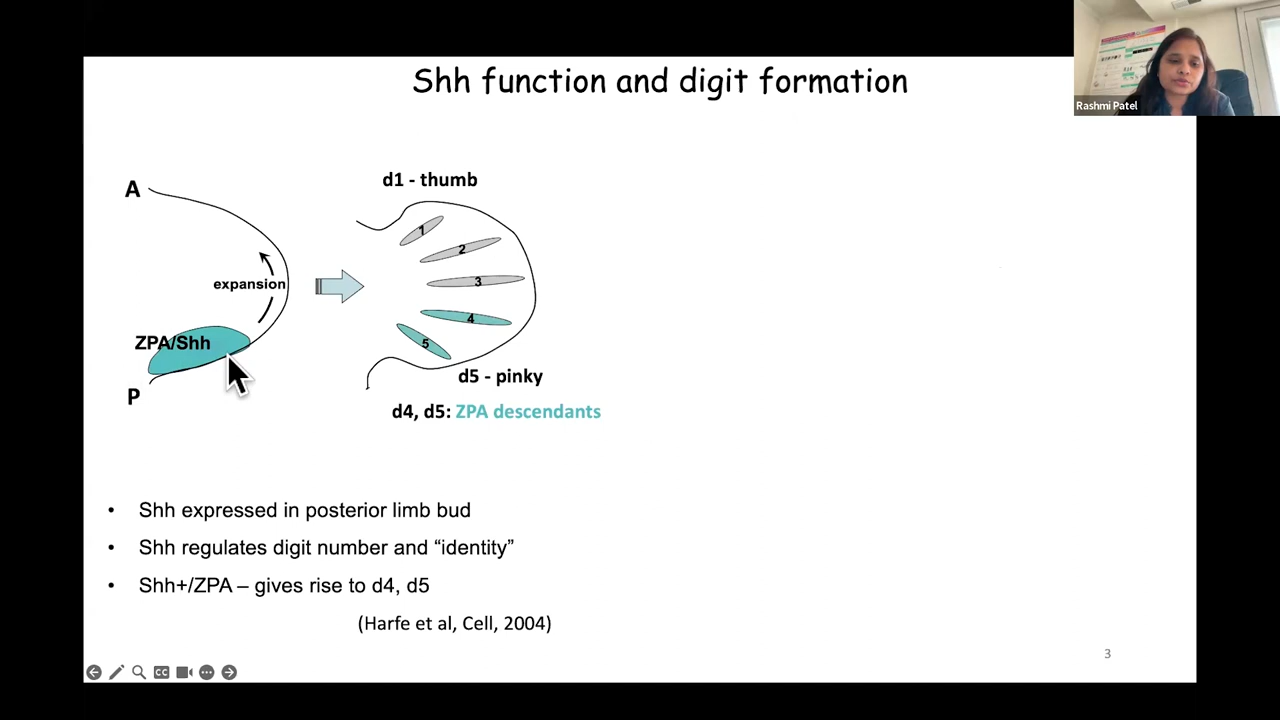 Shh function and digit formation
Rashmi Patel
A
expansion
ZPA/Shh
P
d1 - thumb
1
2
3
4
5
d5 - pinky
d4, d5: ZPA descendants
• Shh expressed in posterior limb bud
• Shh regulates digit number and “identity”
• Shh+/ZPA – gives rise to d4, d5
(Harfe et al, Cell, 2004)
3
CC